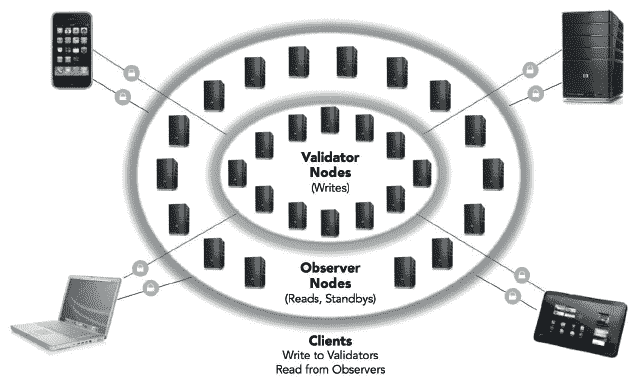 Validator
Nodes
(Writes)
Observer
Nodes
(Reads, Standbys)
Clients
Write to Validators
Read from Observers